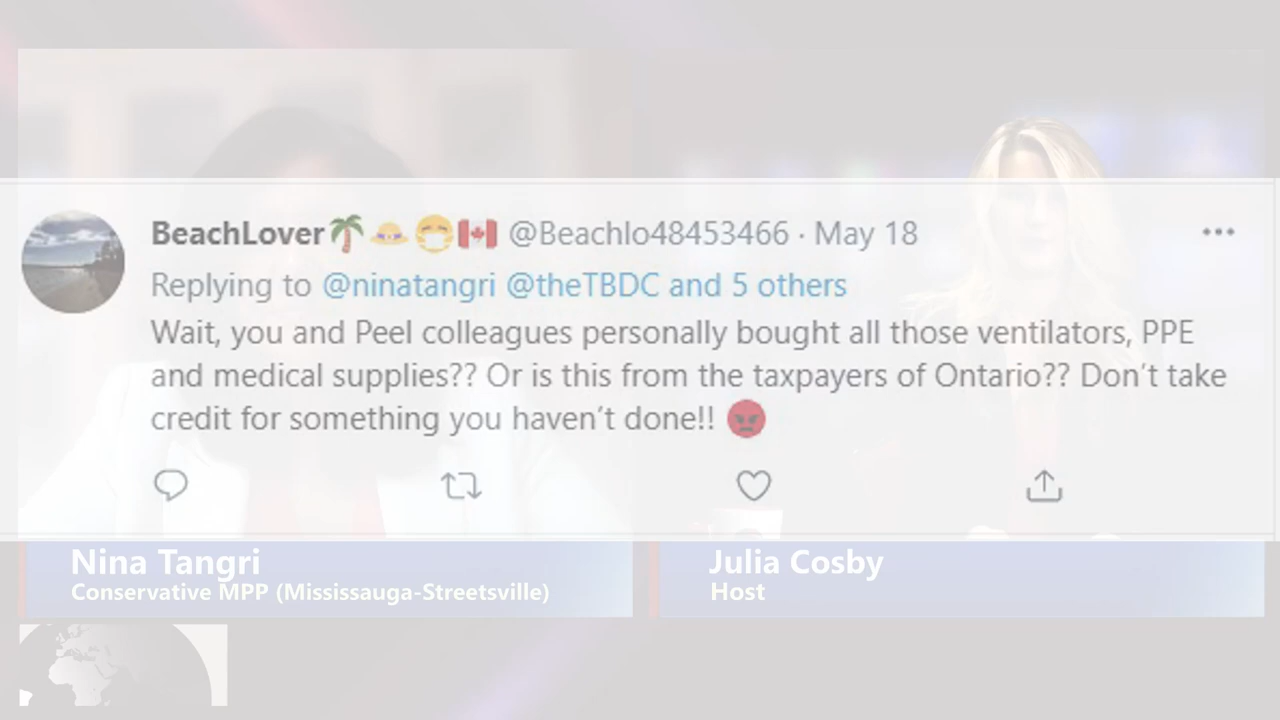 BeachLover🌴👒😷🇨🇦 @Beachlo48453466 · May 18
Replying to @ninatangri @theTBDC and 5 others
Wait, you and Peel colleagues personally bought all those ventilators, PPE
and medical supplies?? Or is this from the taxpayers of Ontario?? Don’t take
credit for something you haven’t done!! 😡
Nina Tangri
Conservative MPP (Mississauga-Streetsville)
Julia Cosby
Host